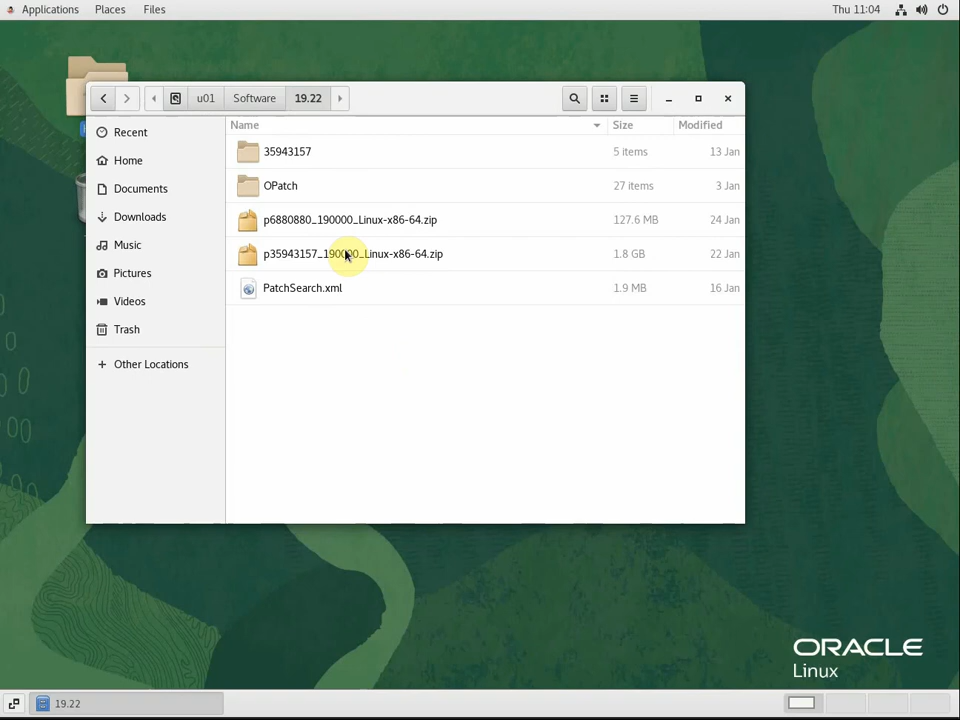 Applications Places Files Thu 11:04
u01 Software 19.22
Name Size Modified
Recent
Home
Documents
Downloads
Music
Pictures
Videos
Trash
Other Locations
35943157 5 items 13 Jan
OPatch 27 items 3 Jan
p6880880_190000_Linux-x86-64.zip 127.6 MB 24 Jan
p35943157_190000_Linux-x86-64.zip 1.8 GB 22 Jan
PatchSearch.xml 1.9 MB 16 Jan
ORACLE
Linux
19.22